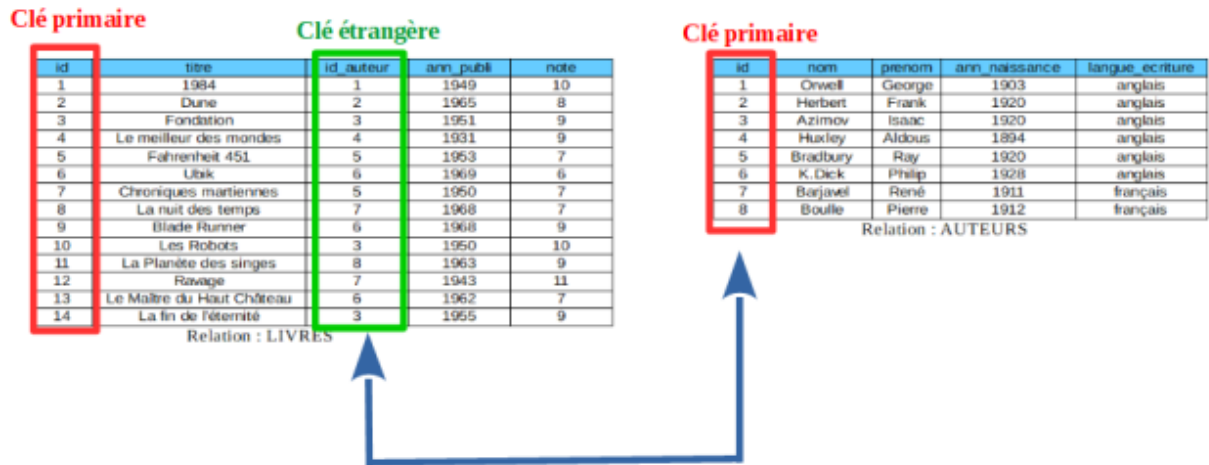 Clé primaire
Clé étrangère
id titre id_auteur ann_publi note
1 1984 1 1949 10
2 Dune 2 1965 8
3 Fondation 3 1951 9
4 Le meilleur des mondes 4 1931 9
5 Fahrenheit 451 5 1953 7
6 Ubik 6 1969 6
7 Chroniques martiennes 5 1950 7
8 La nuit des temps 7 1968 7
9 Blade Runner 6 1968 9
10 Les Robots 3 1950 10
11 La Planète des singes 8 1963 9
12 Ravage 7 1943 11
13 Le Maître du Haut Château 6 1962 7
14 La fin de l'éternité 3 1955 9
Relation : LIVRES
Clé primaire
id nom prenom ann_naissance langue_ecriture
1 Orwell George 1903 anglais
2 Herbert Frank 1920 anglais
3 Azimov Isaac 1920 anglais
4 Huxley Aldous 1894 anglais
5 Bradbury Ray 1920 anglais
6 K.Dick Philip 1928 anglais
7 Barjavel René 1911 français
8 Boulle Pierre 1912 français
Relation : AUTEURS